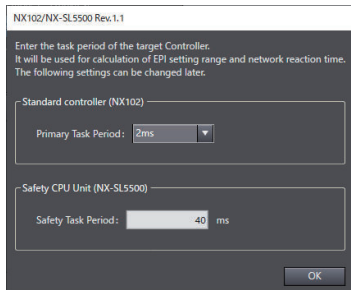 NX102/NX-SL5500 Rev.1.1
Enter the task period of the target Controller.
It will be used for calculation of EPI setting range and network reaction time.
The following settings can be changed later.
Standard controller (NX102)
Primary Task Period: 2ms
Safety CPU Unit (NX-SL5500)
Safety Task Period: 40 ms
OK